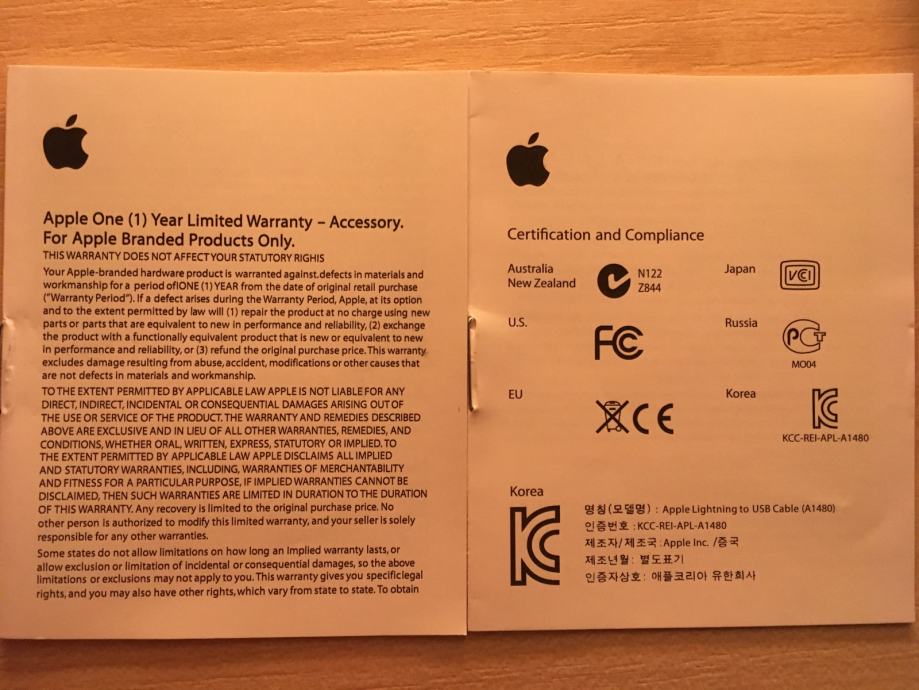 Apple One (1) Year Limited Warranty – Accessory.
For Apple Branded Products Only.
THIS WARRANTY DOES NOT AFFECT YOUR STATUTORY RIGHIS
Your Apple-branded hardware product is warranted against.defects in materials and
workmanship for a period oflONE (1) YEAR from the date of original retail purchase
("Warranty Period"). If a defect arises during the Warranty Period, Apple, at its option
and to the extent permitted by law will (1) repair the product at no charge using new
parts or parts that are equivalent to new in performance and reliability, (2) exchange
the product with a functionally equivalent product that is new or equivalent to new
in performance and reliability, or (3) refund the original purchase price. This warranty
excludes damage resulting from abuse, accident, modifications or other causes that
are not defects in materials and workmanship.
TO THE EXTENT PERMITTED BY APPLICABLE LAW APPLE IS NOT LIABLE FOR ANY
DIRECT, INDIRECT, INCIDENTAL OR CONSEQUENTIAL DAMAGES ARISING OUT OF
THE USE OR SERVICE OF THE PRODUCT. THE WARRANTY AND REMEDIES DESCRIBED
ABOVE ARE EXCLUSIVE AND IN LIEU OF ALL OTHER WARRANTIES, REMEDIES, AND
CONDITIONS, WHETHER ORAL, WRITTEN, EXPRESS, STATUTORY OR IMPLIED. TO
THE EXTENT PERMITTED BY APPLICABLE LAW APPLE DISCLAIMS ALL IMPLIED
AND STATUTORY WARRANTIES, INCLUDING, WARRANTIES OF MERCHANTABILITY
AND FITNESS FOR A PARTICULAR PURPOSE, IF IMPLIED WARRANTIES CANNOT BE
DISCLAIMED, THEN SUCH WARRANTIES ARE LIMITED IN DURATION TO THE DURATION
OF THIS WARRANTY. Any recovery is limited to the original purchase price. No
other person is authorized to modify this limited warranty, and your seller is solely
responsible for any other warranties.
Some states do not allow limitations on how long an Implied warranty lasts, or
allow exclusion or limitation of incidental or consequential damages, so the above
limitations or exclusions may not apply to you. This warranty gives you specificlegal
rights, and you may also have other rights, which vary from state to state. To obtain
Certification and Compliance
Australia
New Zealand
N122
Z844
Japan
VCCI
U.S.
FC
Russia
PCT
MO04
EU
CE
Korea
KC
KCC-REI-APL-A1480
Korea
KC
명칭(모델명) : Apple Lightning to USB Cable (A1480)
인증번호 : KCC-REI-APL-A1480
제조자/제조국 : Apple Inc. /중국
제조년월: 별도표기
인증자상호: 애플코리아 유한회사